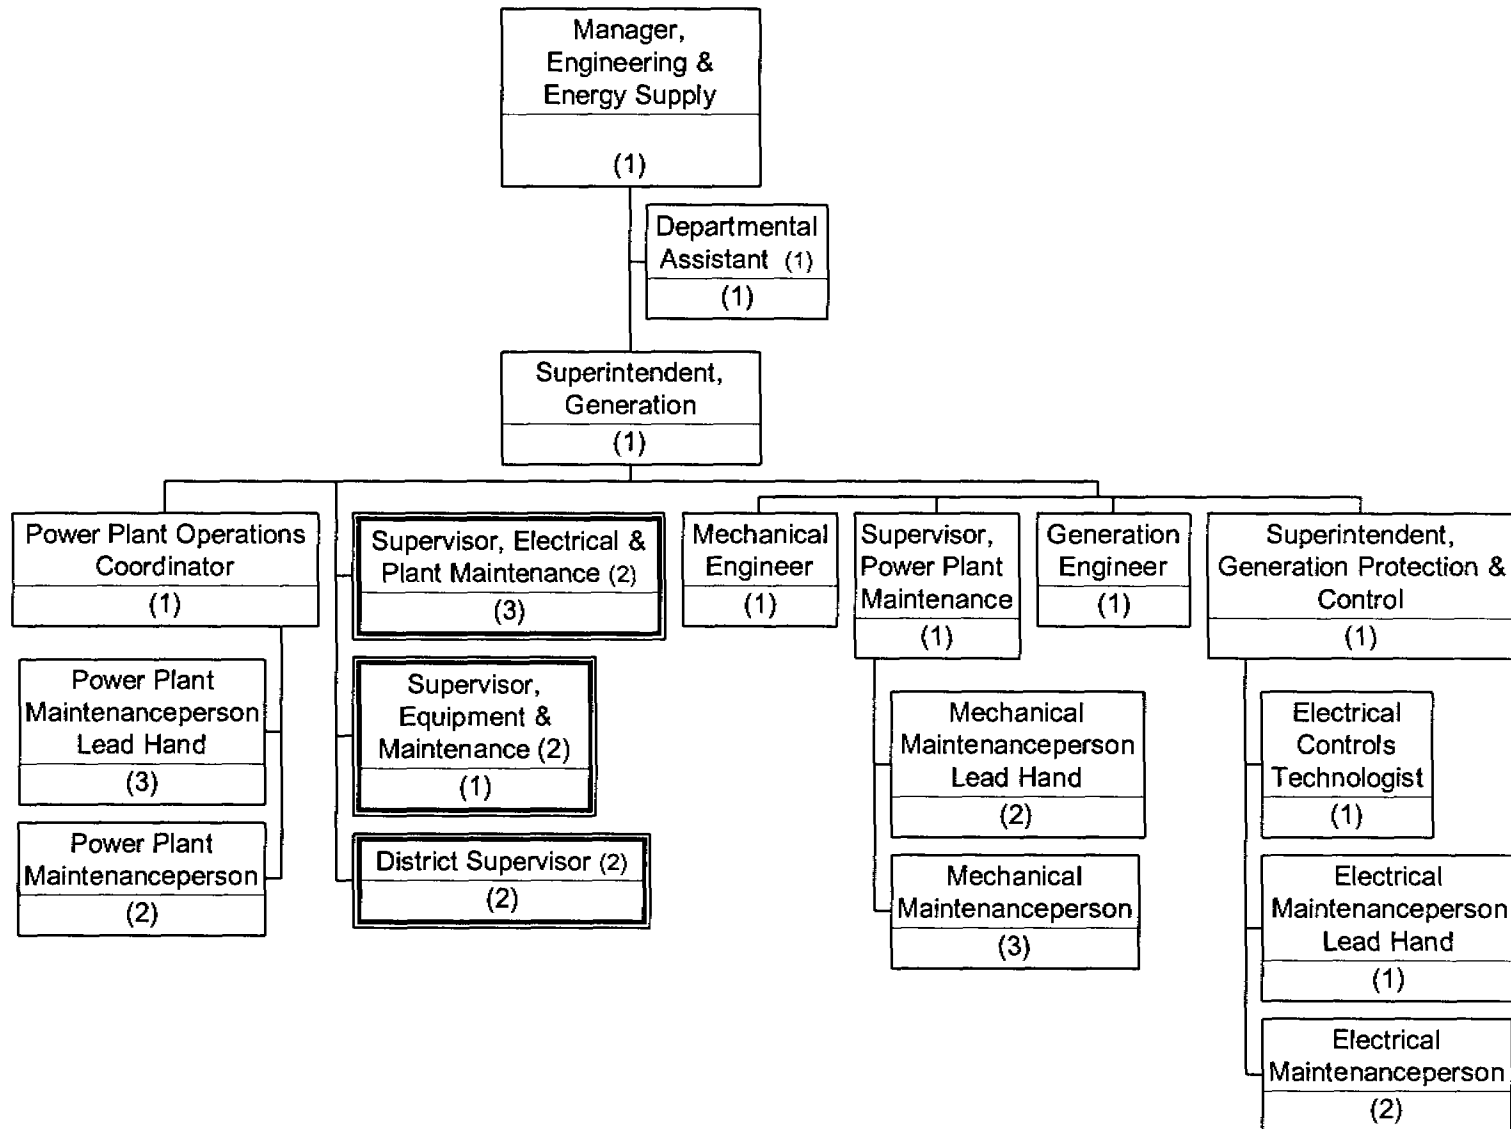 Manager,
Engineering &
Energy Supply
(1)
Departmental
Assistant (1)
(1)
Superintendent,
Generation
(1)
Power Plant Operations
Coordinator
(1)
Power Plant
Maintenanceperson
Lead Hand
(3)
Power Plant
Maintenanceperson
(2)
Supervisor, Electrical &
Plant Maintenance (2)
(3)
Supervisor,
Equipment &
Maintenance (2)
(1)
District Supervisor (2)
(2)
Mechanical
Engineer
(1)
Supervisor,
Power Plant
Maintenance
(1)
Mechanical
Maintenanceperson
Lead Hand
(2)
Mechanical
Maintenanceperson
(3)
Generation
Engineer
(1)
Superintendent,
Generation Protection &
Control
(1)
Electrical
Controls
Technologist
(1)
Electrical
Maintenanceperson
Lead Hand
(1)
Electrical
Maintenanceperson
(2)